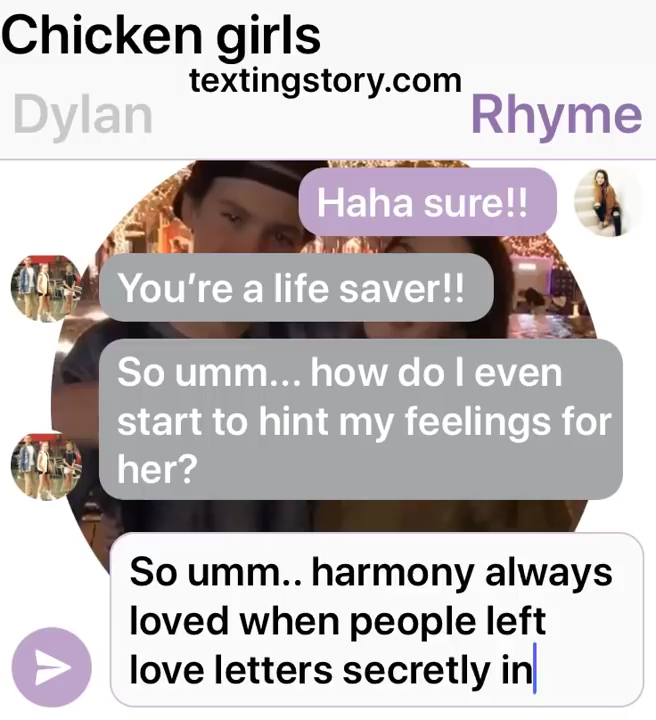 Chicken girls
textingstory.com
Dylan
Rhyme
Haha sure!!
You're a life saver!!
So umm... how do I even
start to hint my feelings for
her?
So umm.. harmony always
loved when people left
love letters secretly in